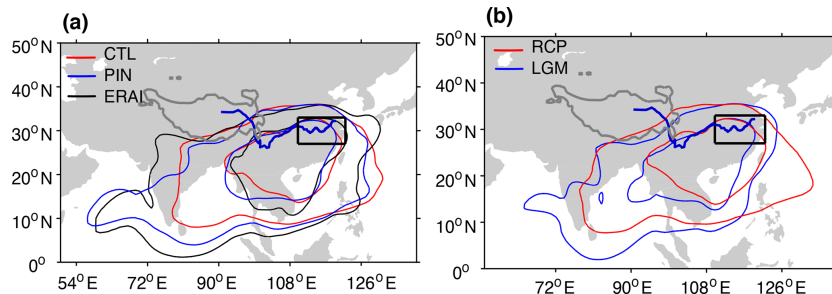 (a)
CTL
PIN
ERAI
50°N
40°N
30°N
20°N
10°N
0°
54°E 72°E 90°E 108°E 126°E
(b)
RCP
LGM
50°N
40°N
30°N
20°N
10°N
0°
72°E 90°E 108°E 126°E